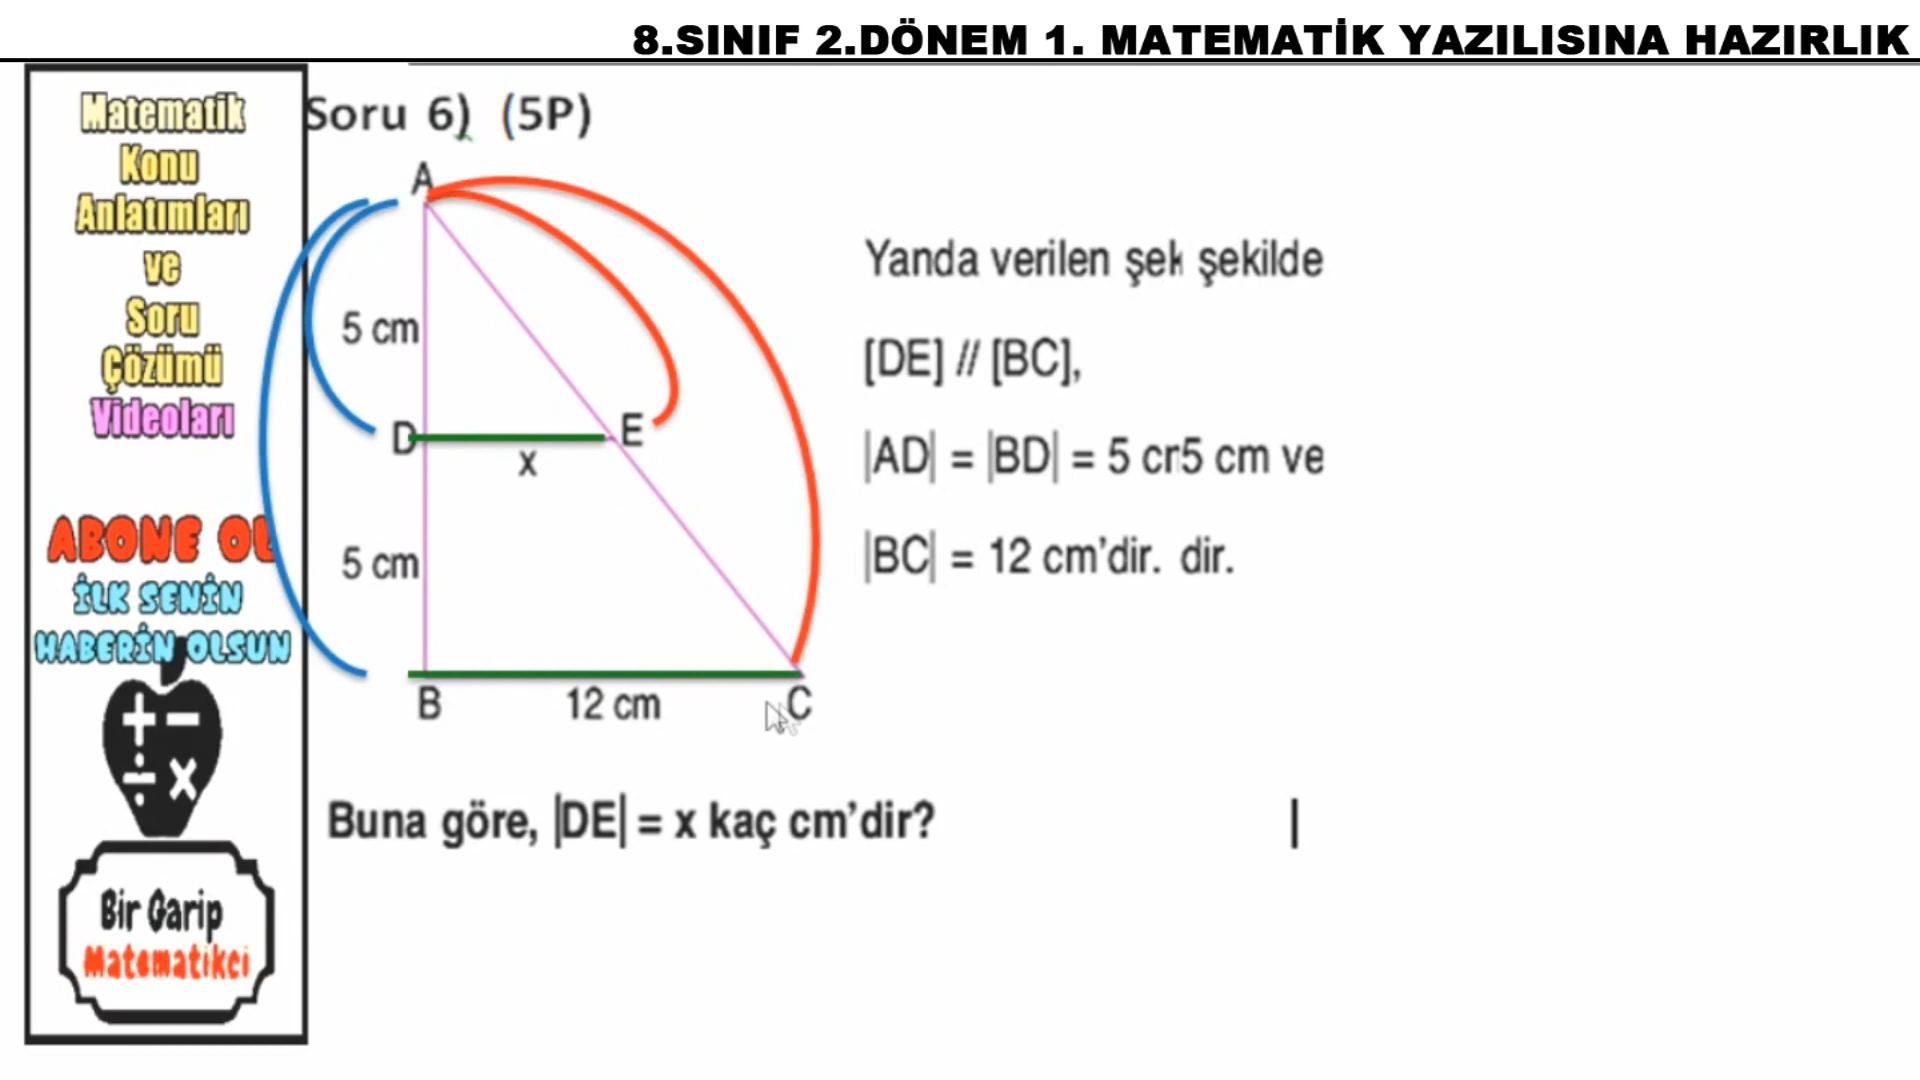 8.SINIF 2.DÖNEM 1. MATEMATİK YAZILISINA HAZIRLIK
Matematik
Konu
Anlatımları
ve
Soru
Çözümü
Videoları
ABONE OL
İLK SENİN
HABERİN OLSUN
+ −
÷ x
Bir Garip
Matematikci
Soru 6) (5P)
A
5 cm
D
E
x
5 cm
B
12 cm
C
Yanda verilen şek şekilde
[DE] // [BC],
|AD| = |BD| = 5 cr5 cm ve
|BC| = 12 cm’dir. dir.
Buna göre, |DE| = x kaç cm’dir?
|